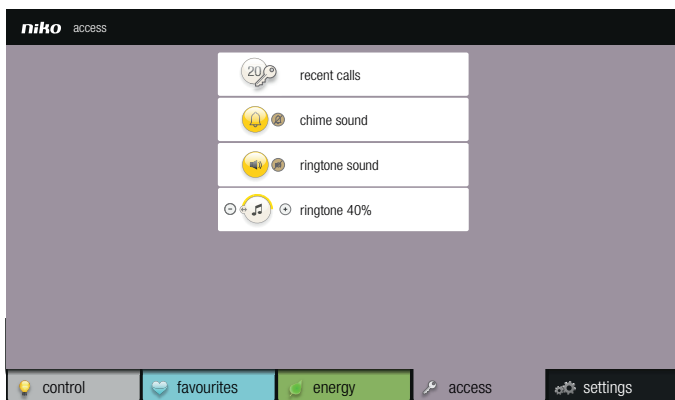 niko access
20 recent calls
chime sound
ringtone sound
ringtone 40%
control favourites energy access settings